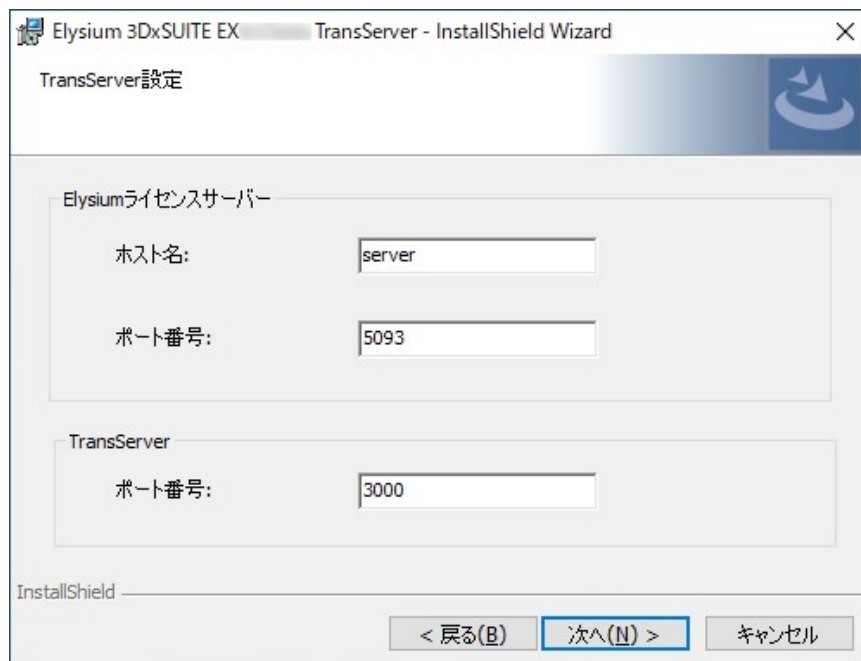 Elysium 3DxSUITE EX TransServer - InstallShield Wizard
TransServer設定
Elysiumライセンスサーバー
ホスト名: server
ポート番号: 5093
TransServer
ポート番号: 3000
InstallShield
< 戻る(B) 次へ(N) > キャンセル